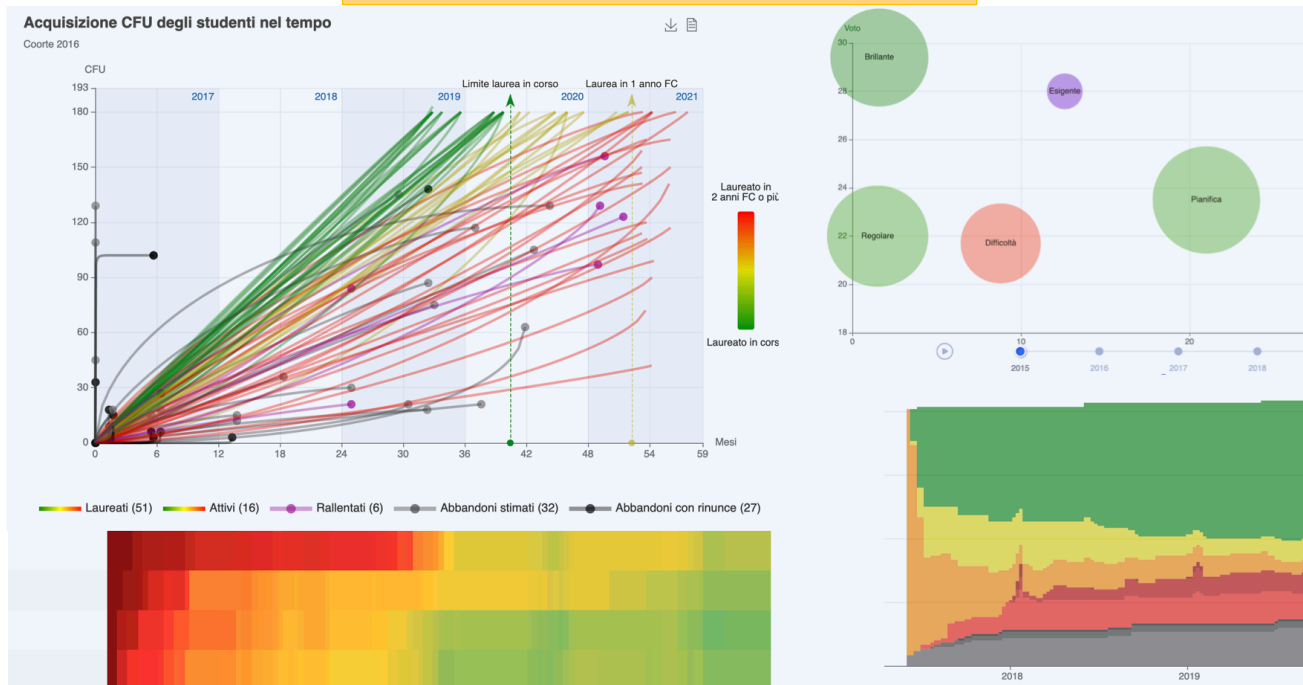 Acquisizione CFU degli studenti nel tempo
Coorte 2016
CFU
Limite laurea in corso
Laurea in 1 anno FC
193
180
150
120
90
60
30
0
2017
2018
2019
2020
2021
0
6
12
18
24
30
36
42
48
54
59
Mesi
Laureato in
2 anni FC o più
Laureato in cors
Laureati (51)
Attivi (16)
Rallentati (6)
Abbandoni stimati (32)
Abbandoni con rinunce (27)
Voto
30
28
26
24
22
20
18
Brillante
Esigente
Pianifica
Regolare
Difficoltà
0
10
20
2015
2016
2017
2018
2018
2019